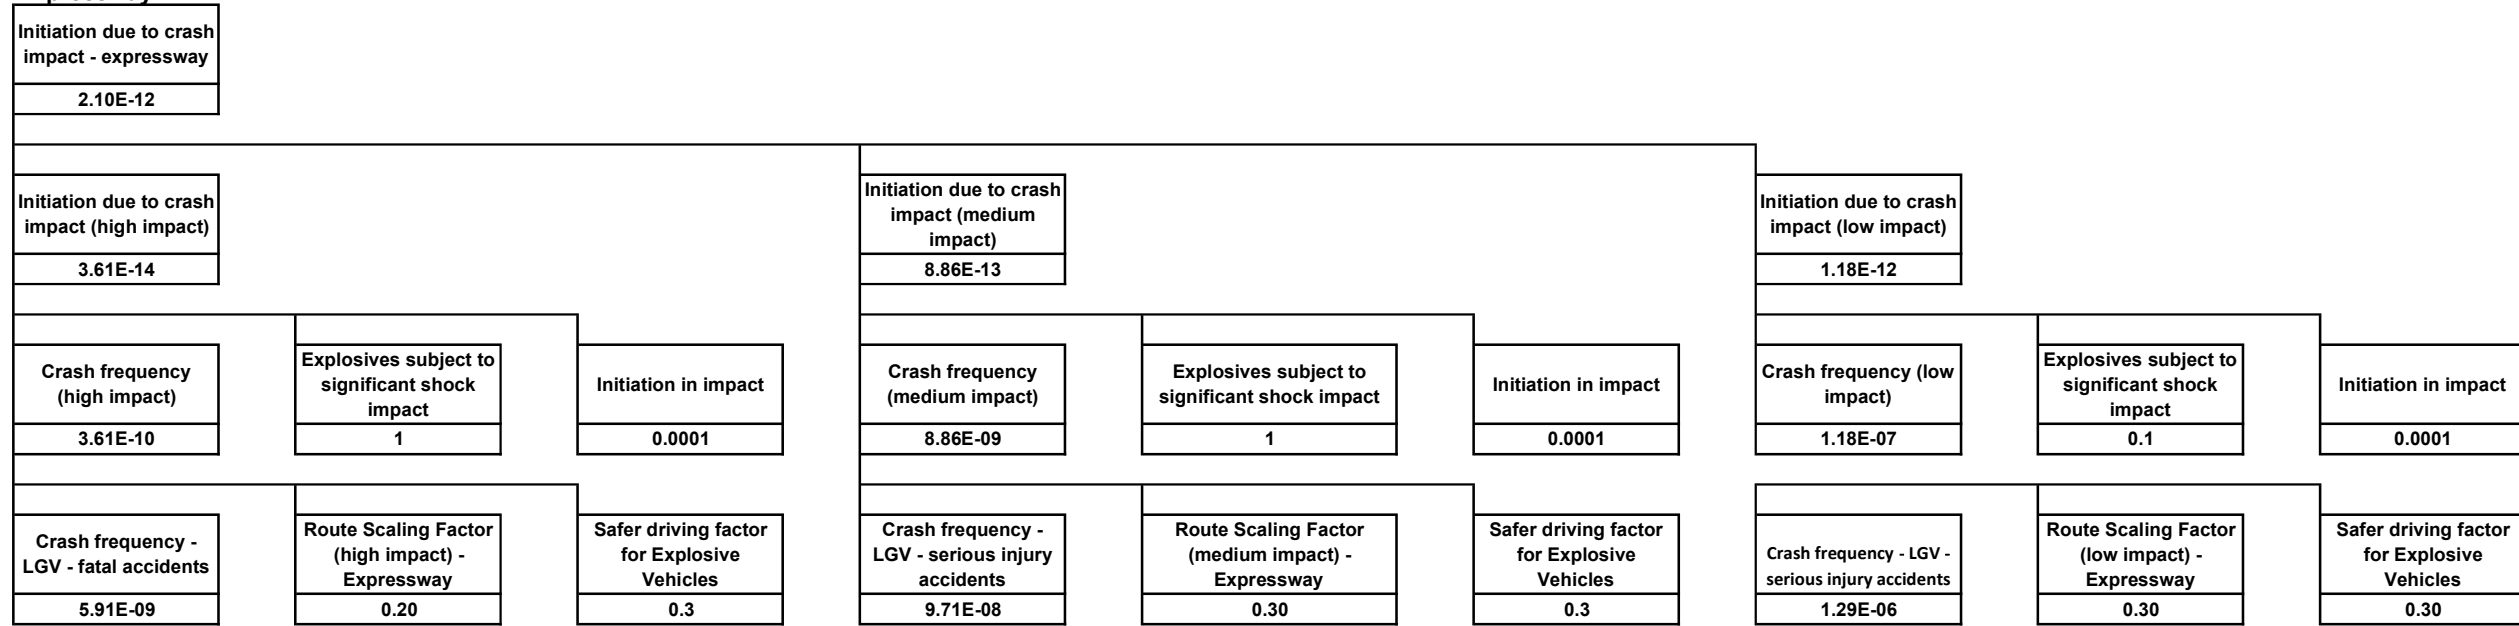 Initiation due to crash
impact - expressway
2.10E-12
Initiation due to crash
impact (high impact)
3.61E-14
Initiation due to crash
impact (medium
impact)
8.86E-13
Initiation due to crash
impact (low impact)
1.18E-12
Crash frequency
(high impact)
3.61E-10
Explosives subject to
significant shock
impact
1
Initiation in impact
0.0001
Crash frequency
(medium impact)
8.86E-09
Explosives subject to
significant shock impact
1
Initiation in impact
0.0001
Crash frequency (low
impact)
1.18E-07
Explosives subject to
significant shock
impact
0.1
Initiation in impact
0.0001
Crash frequency -
LGV - fatal accidents
5.91E-09
Route Scaling Factor
(high impact) -
Expressway
0.20
Safer driving factor
for Explosive
Vehicles
0.3
Crash frequency -
LGV - serious injury
accidents
9.71E-08
Route Scaling Factor
(medium impact) -
Expressway
0.30
Safer driving factor
for Explosive
Vehicles
0.3
Crash frequency - LGV -
serious injury accidents
1.29E-06
Route Scaling Factor
(low impact) -
Expressway
0.30
Safer driving factor
for Explosive
Vehicles
0.30